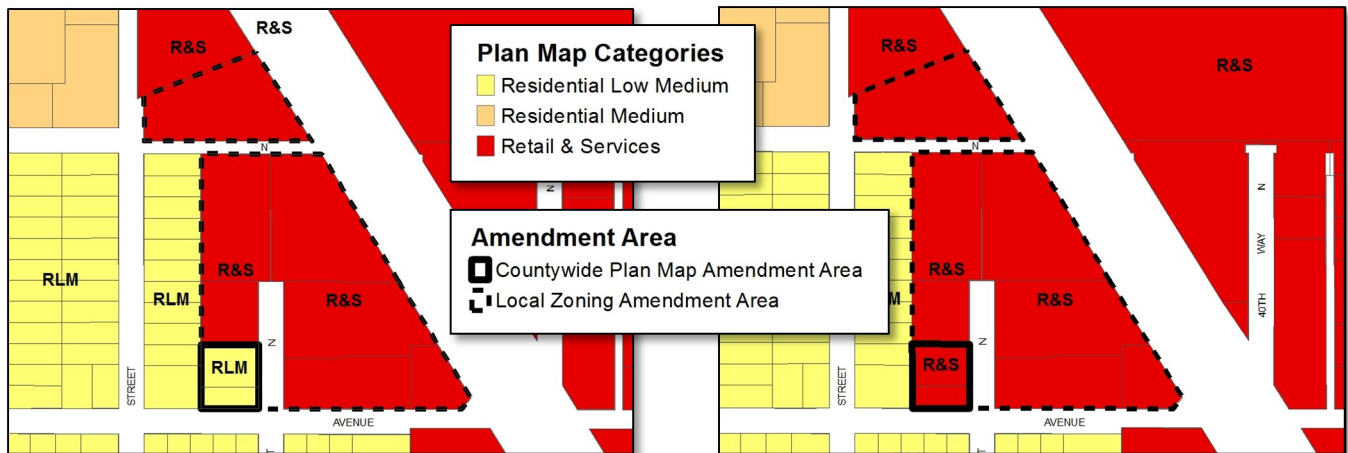 R&S
R&S
N
RLM
RLM
R&S
R&S
RLM
N
STREET
AVENUE
Plan Map Categories
Residential Low Medium
Residential Medium
Retail & Services
N
Amendment Area
Countywide Plan Map Amendment Area
Local Zoning Amendment Area
R&S
R&S
N
R&S
R&S
R&S
N
STREET
AVENUE
40TH WAY N